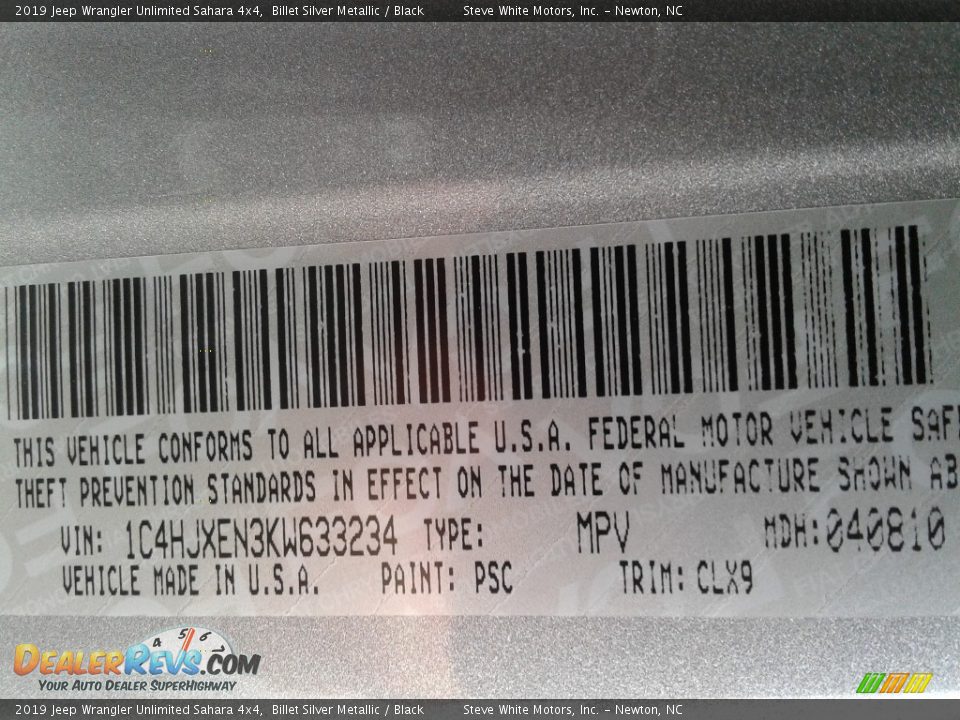 2019 Jeep Wrangler Unlimited Sahara 4x4, Billet Silver Metallic / Black Steve White Motors, Inc. - Newton, NC
THIS VEHICLE CONFORMS TO ALL APPLICABLE U.S.A. FEDERAL MOTOR VEHICLE SAF
THEFT PREVENTION STANDARDS IN EFFECT ON THE DATE OF MANUFACTURE SHOWN AB
VIN: 1C4HJXEN3KW633234 TYPE: MPV MDH: 040810
VEHICLE MADE IN U.S.A. PAINT: PSC TRIM: CLX9
4 5 6
DEALERREVS.COM
YOUR AUTO DEALER SUPERHIGHWAY
2019 Jeep Wrangler Unlimited Sahara 4x4, Billet Silver Metallic / Black Steve White Motors, Inc. - Newton, NC